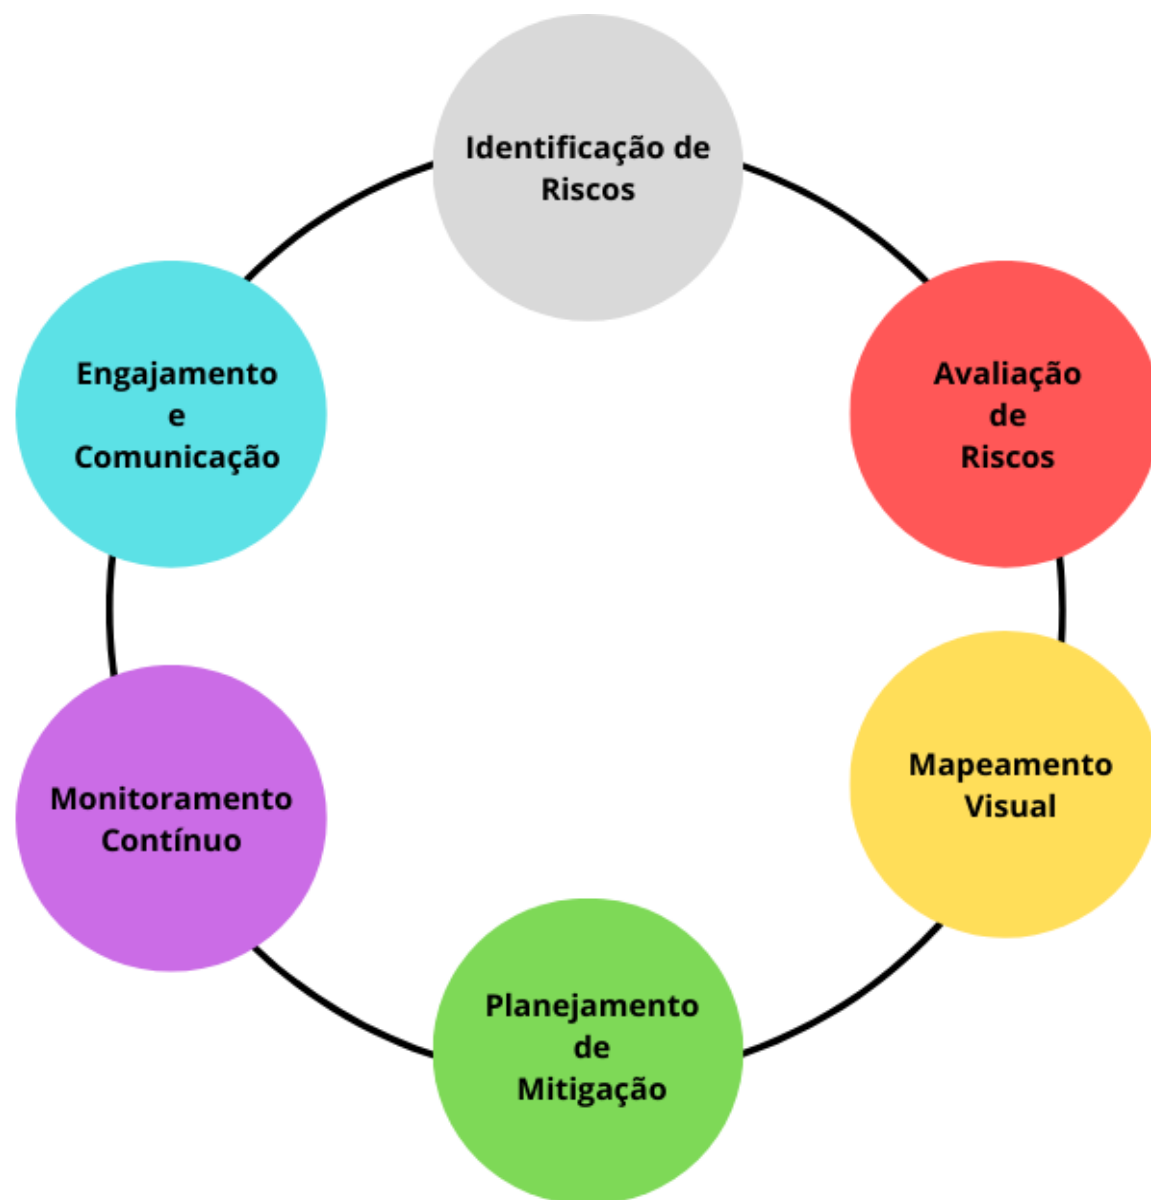 Identificação de
Riscos
Avaliação
de
Riscos
Mapeamento
Visual
Planejamento
de
Mitigação
Monitoramento
Contínuo
Engajamento
e
Comunicação